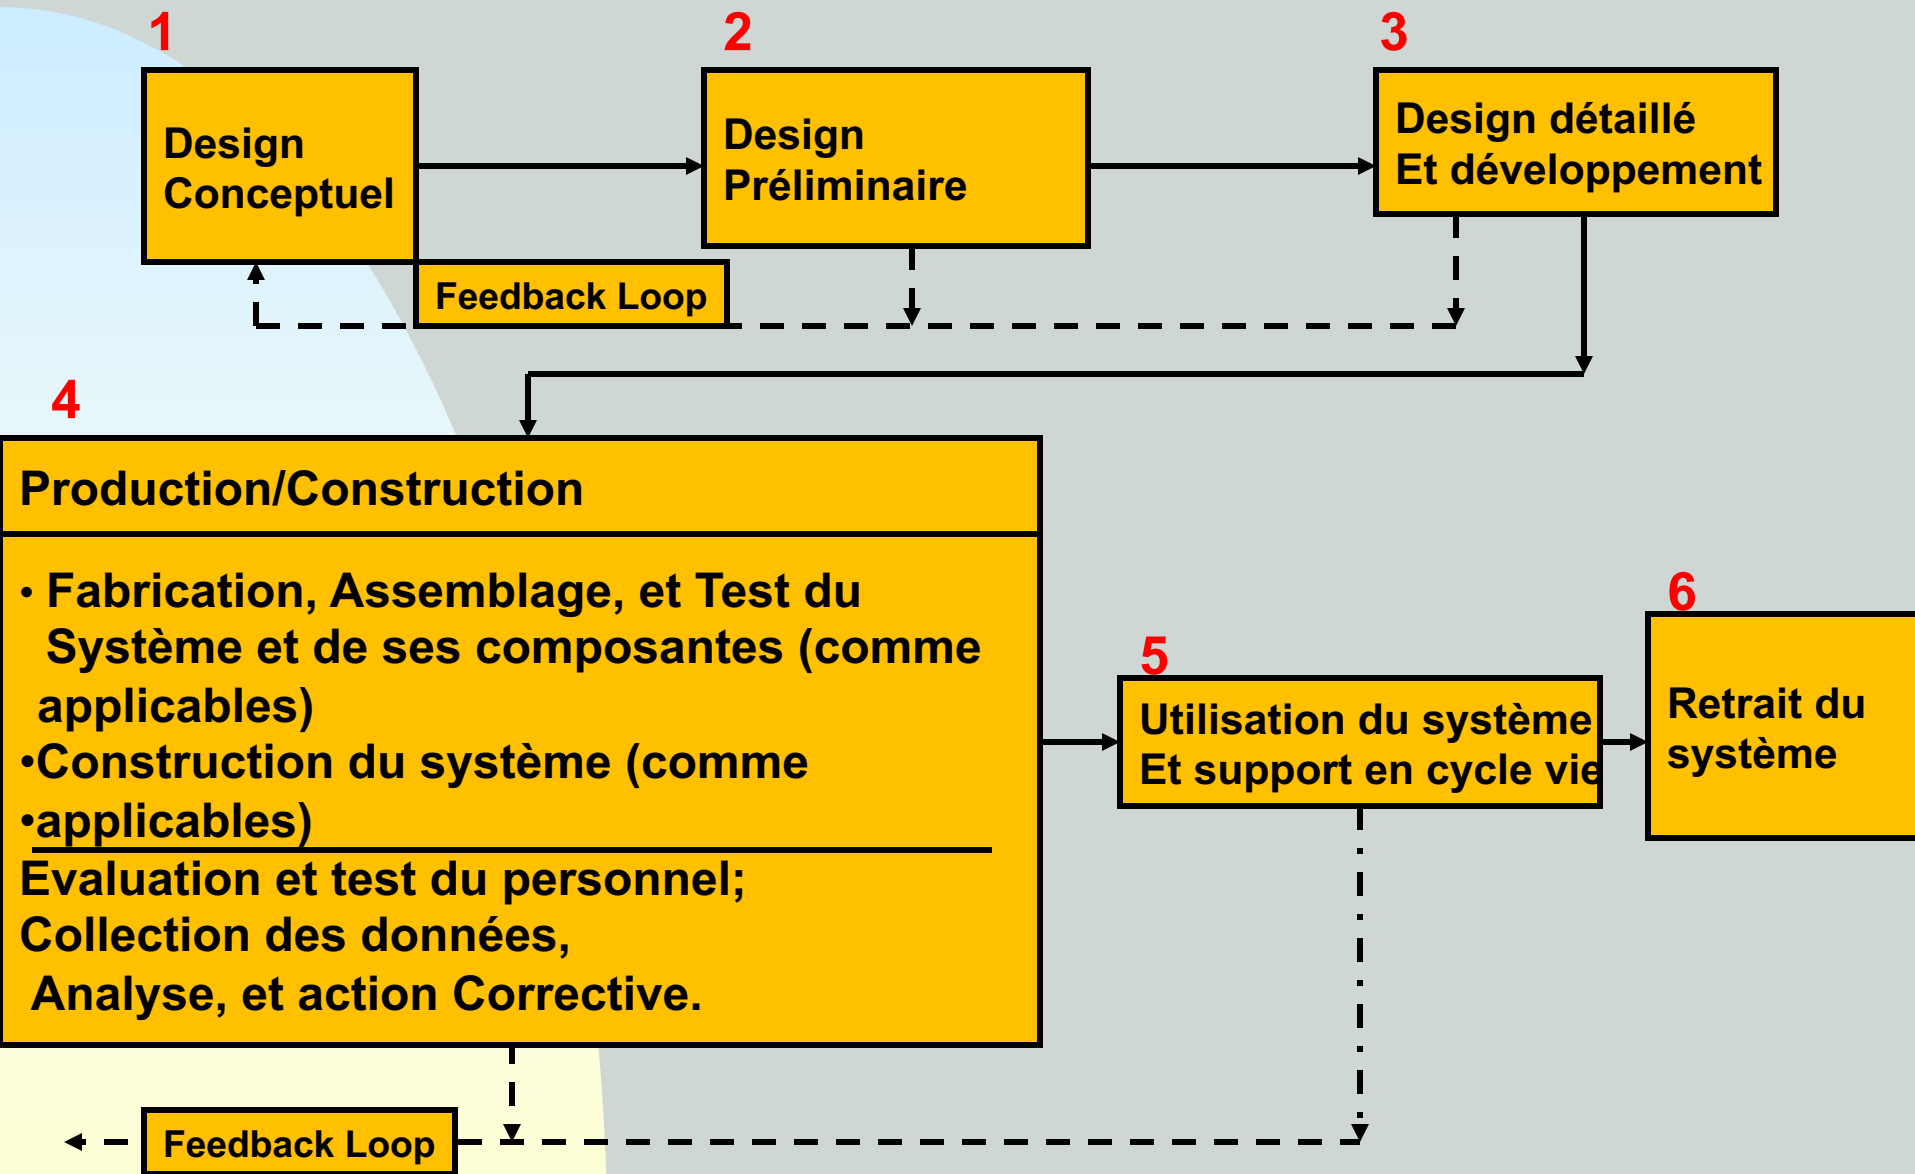 1
Design
Conceptuel
2
Design
Préliminaire
3
Design détaillé
Et développement
Feedback Loop
4
Production/Construction
• Fabrication, Assemblage, et Test du
Système et de ses composantes (comme
applicables)
•Construction du système (comme
•applicables)
Evaluation et test du personnel;
Collection des données,
Analyse, et action Corrective.
5
Utilisation du système
Et support en cycle vie
6
Retrait du
système
Feedback Loop